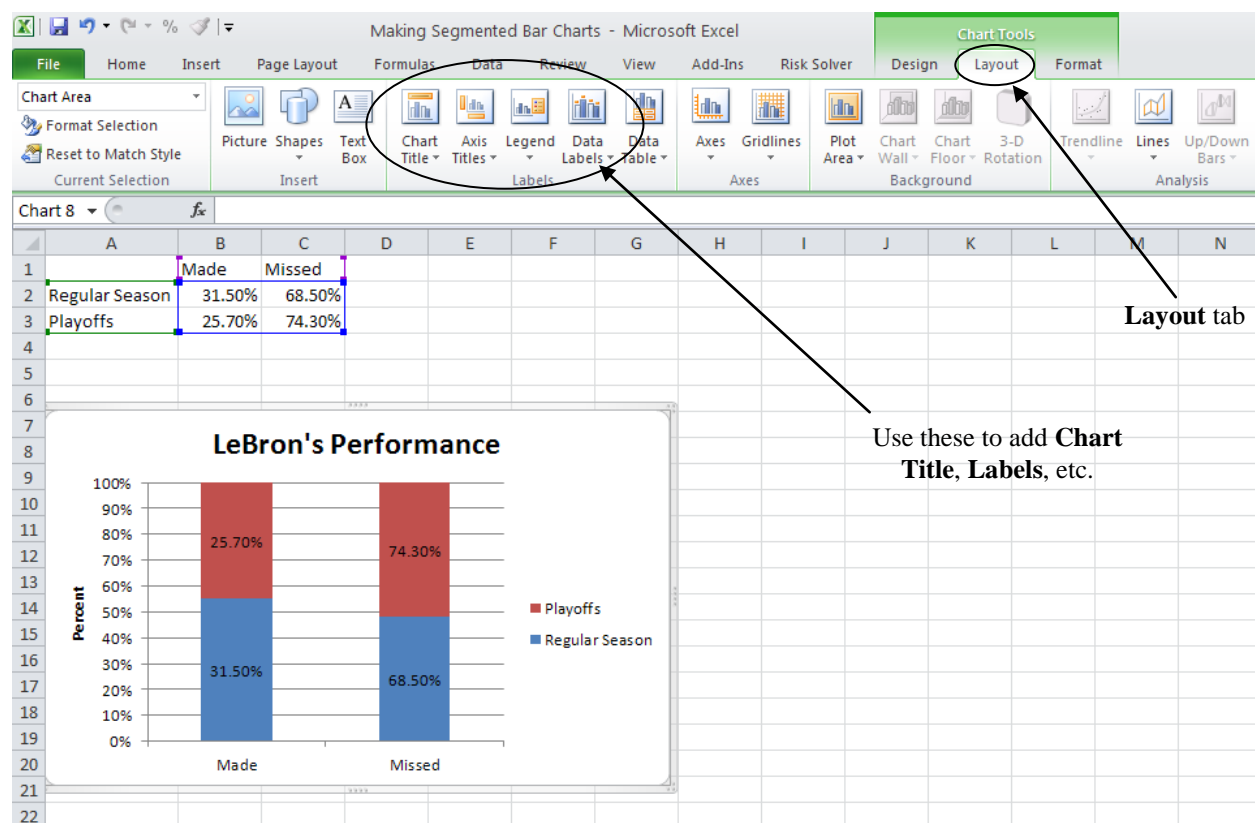 Making Segmented Bar Charts - Microsoft Excel
Chart Tools
File Home Insert Page Layout Formulas Data Review View Add-Ins Risk Solver Design Layout Format
Chart Area
Format Selection
Reset to Match Style
Current Selection
Picture Shapes Text Box
Insert
Chart Title Axis Titles Legend Data Labels Data Table
Labels
Axes Gridlines
Axes
Plot Area Chart Wall Chart Floor 3-D Rotation
Background
Trendline Lines Up/Down Bars
Analysis
Chart 8 fx
A B C D E F G H I J K L M N
1 Made Missed
2 Regular Season 31.50% 68.50%
3 Playoffs 25.70% 74.30%
4
5
6
7
8
9
10
11
12
13
14
15
16
17
18
19
20
21
22
Layout tab
Use these to add Chart
Title, Labels, etc.
LeBron's Performance
Percent
100%
90%
80%
70%
60%
50%
40%
30%
20%
10%
0%
25.70% 74.30%
31.50% 68.50%
Made Missed
Playoffs
Regular Season